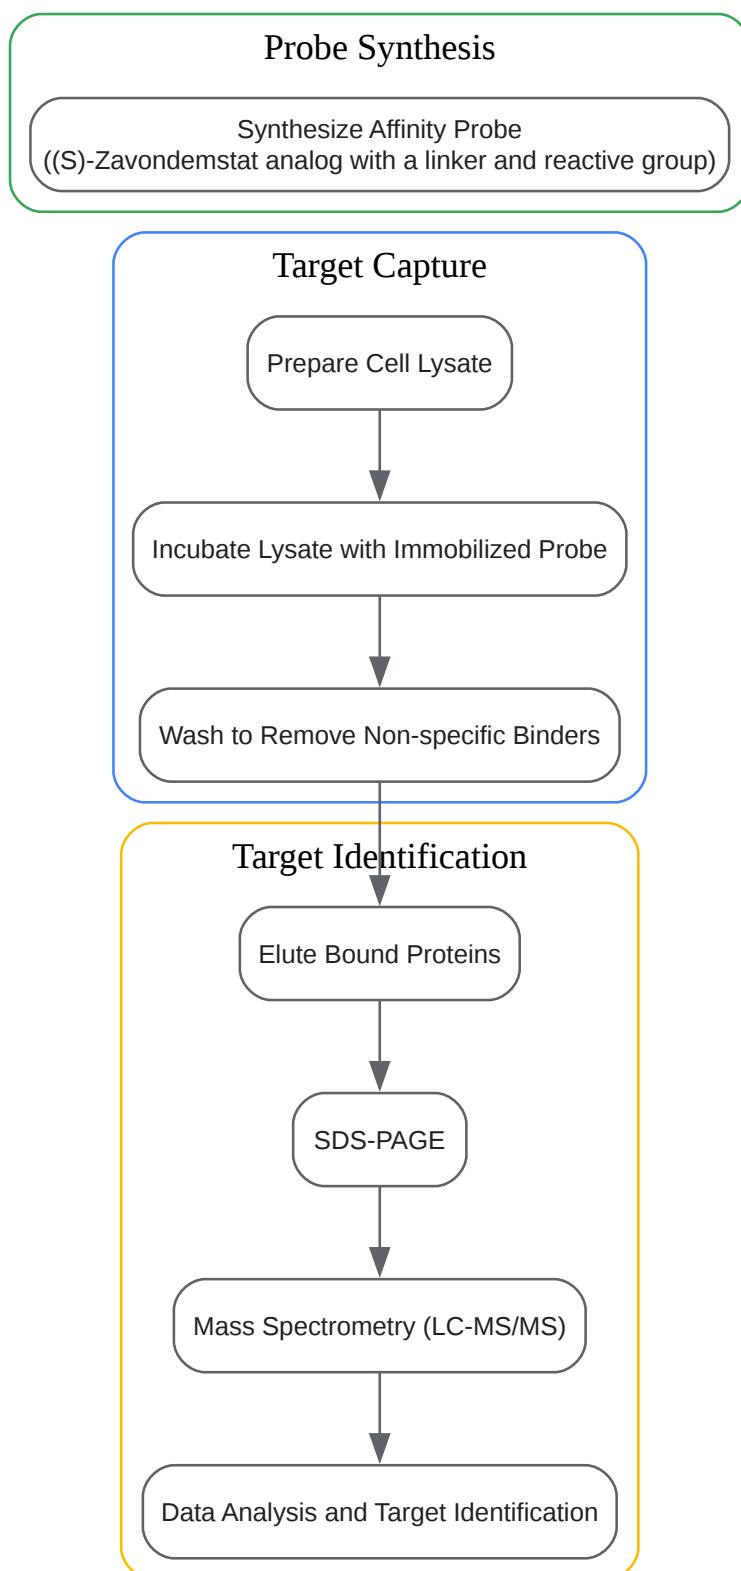 Probe Synthesis
Synthesize Affinity Probe
((S)-Zavondemstat analog with a linker and reactive group)
Target Capture
Prepare Cell Lysate
Incubate Lysate with Immobilized Probe
Wash to Remove Non-specific Binders
Target Identification
Elute Bound Proteins
SDS-PAGE
Mass Spectrometry (LC-MS/MS)
Data Analysis and Target Identification